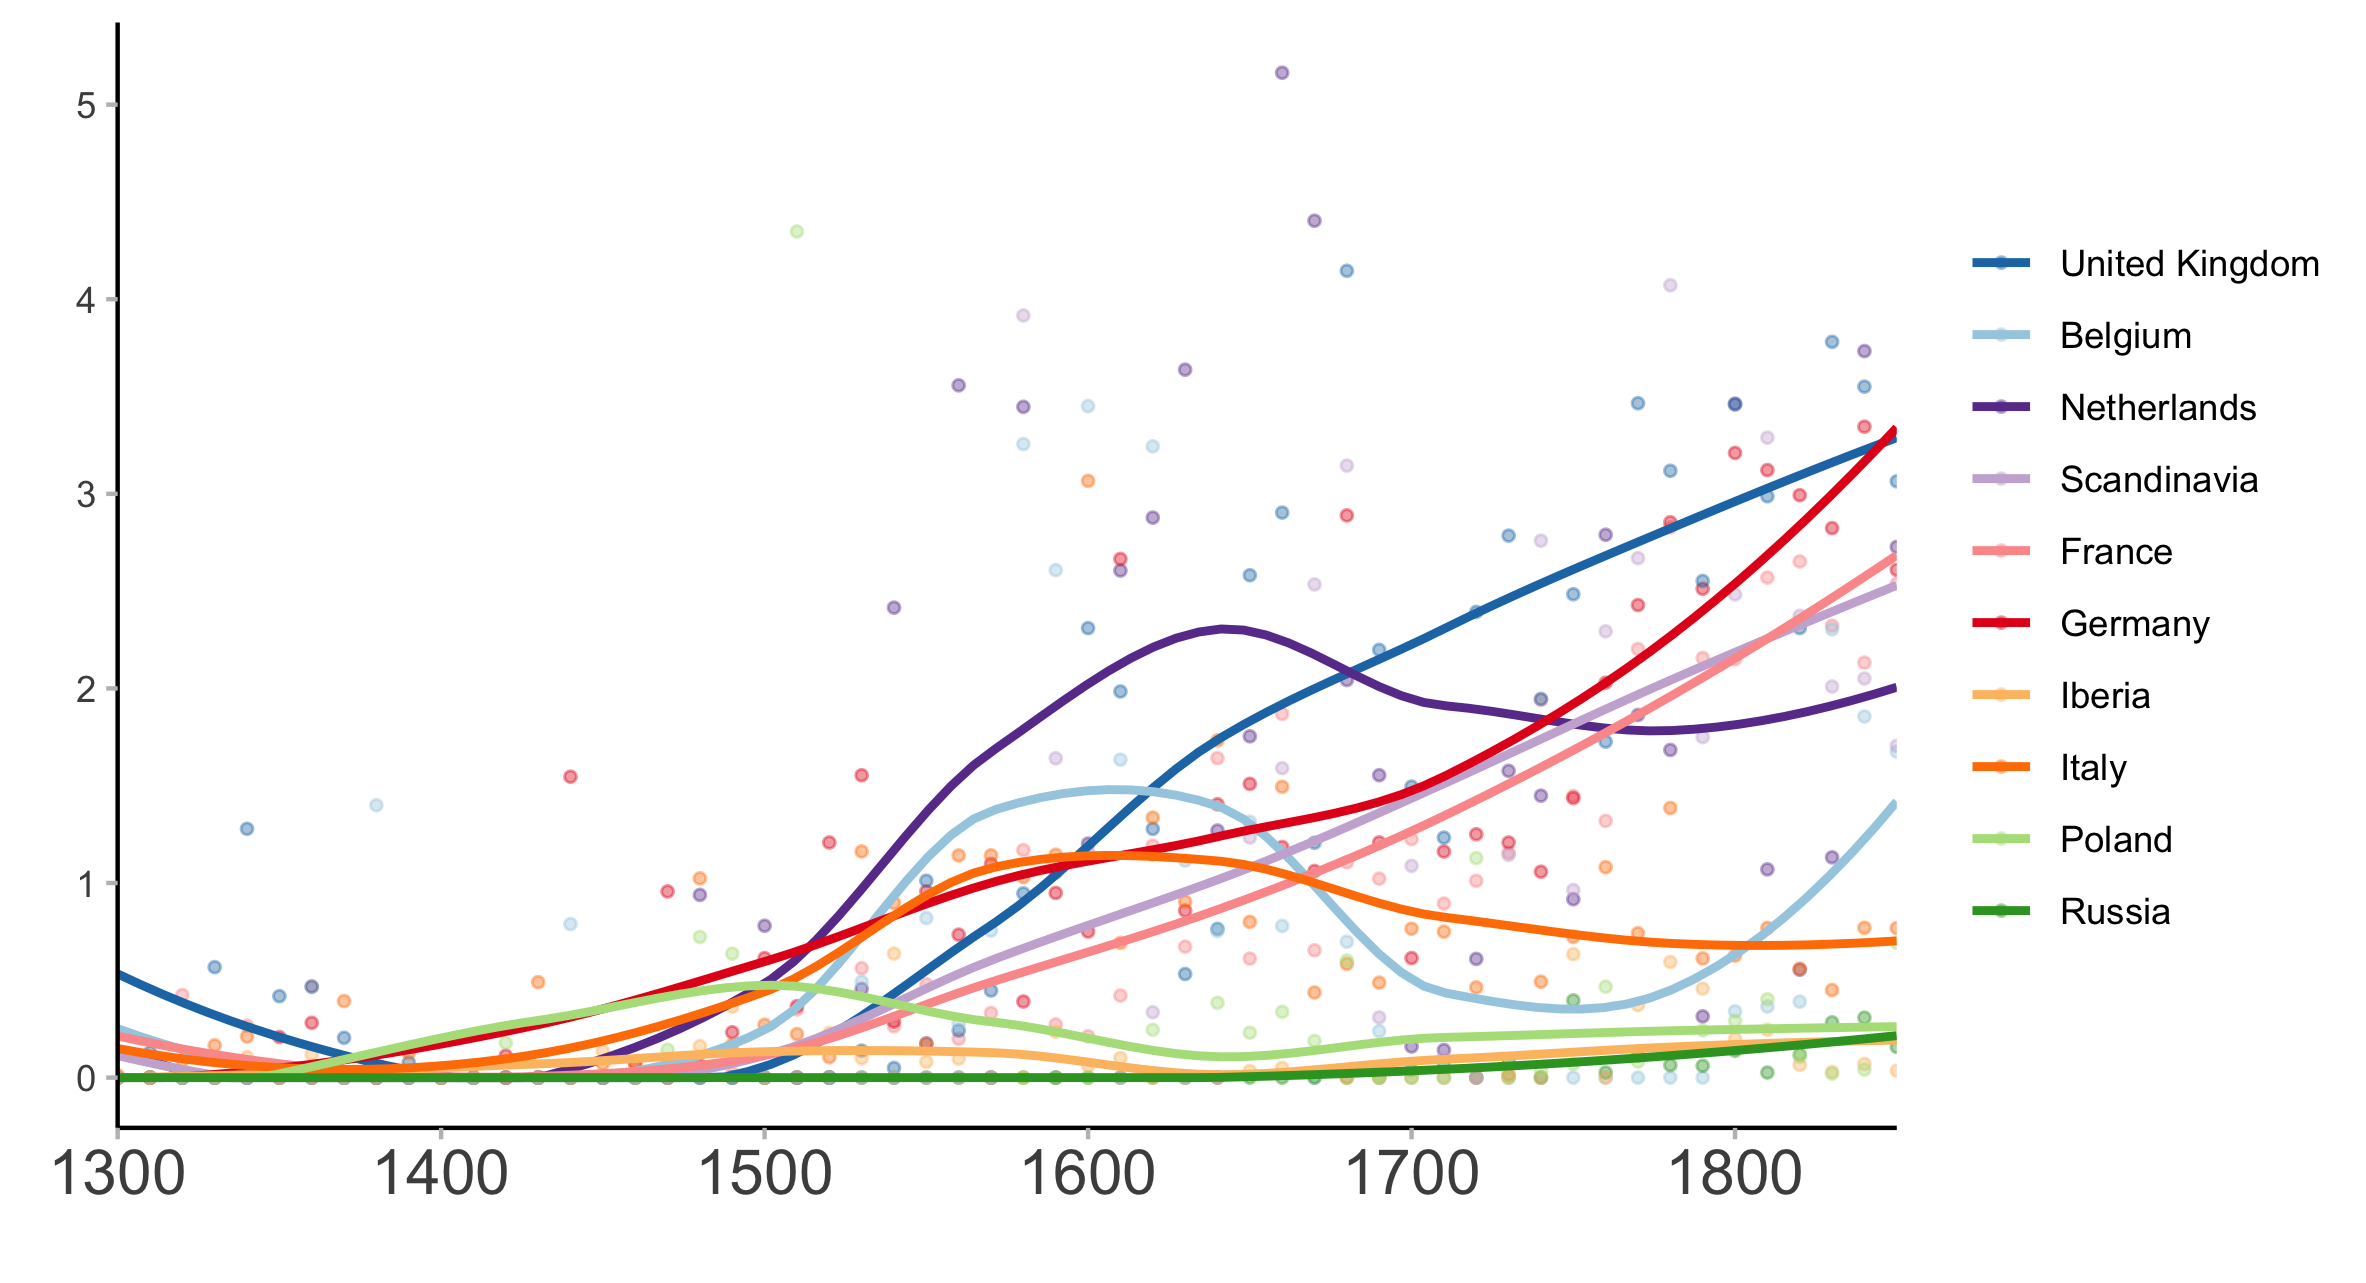 5
4
3
2
1
0
1300 1400 1500 1600 1700 1800
United Kingdom
Belgium
Netherlands
Scandinavia
France
Germany
Iberia
Italy
Poland
Russia